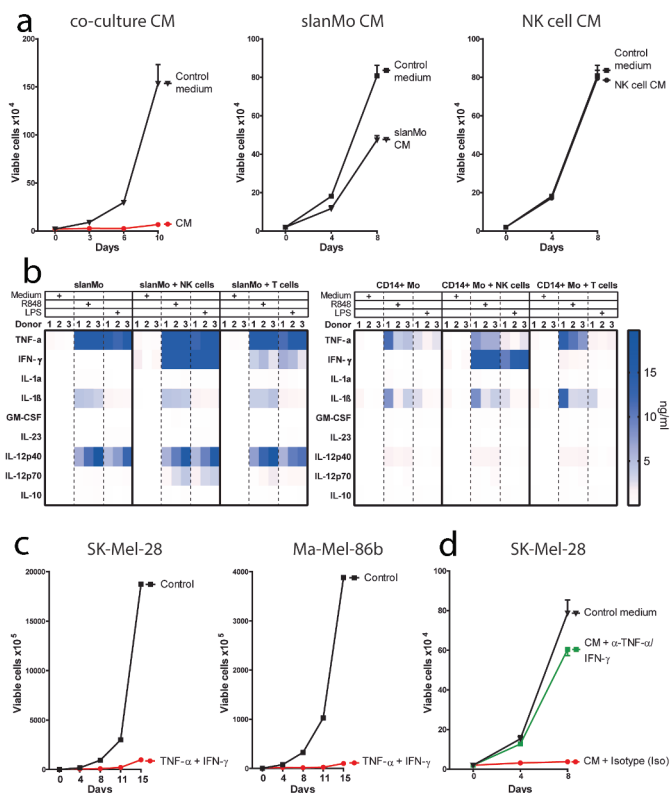 a
co-culture CM
slanMo CM
NK cell CM
Viable cells x10⁴
200
150
100
50
0
0 3 6 10
Days
Control
medium
CM
Viable cells x10⁴
100
80
60
40
20
0
0 4 8
Days
Control
medium
slanMo
CM
Viable cells x10⁴
100
80
60
40
20
0
0 4 8
Days
Control
medium
NK cell CM
b
slanMo slanMo + NK cells slanMo + T cells
Medium + + +
R848 + + +
LPS + + +
Donor 1 2 3 1 2 3 1 2 3 1 2 3 1 2 3 1 2 3 1 2 3 1 2 3 1 2 3
TNF-a
IFN-γ
IL-1a
IL-1ß
GM-CSF
IL-23
IL-12p40
IL-12p70
IL-10
CD14+ Mo CD14+ Mo + NK cells CD14+ Mo + T cells
Medium + + +
R848 + + +
LPS + + +
Donor 1 2 3 1 2 3 1 2 3 1 2 3 1 2 3 1 2 3 1 2 3 1 2 3 1 2 3
TNF-a
IFN-γ
IL-1a
IL-1ß
GM-CSF
IL-23
IL-12p40
IL-12p70
IL-10
15
10
5
0
ng/ml
c
SK-Mel-28
Ma-Mel-86b
Viable cells x10⁵
20000
15000
10000
5000
0
0 4 8 11 15
Days
Control
TNF-α + IFN-γ
Viable cells x10⁵
4000
3000
2000
1000
0
0 4 8 11 15
Days
Control
TNF-α + IFN-γ
d
SK-Mel-28
Viable cells x10⁴
100
80
60
40
20
0
0 4 8
Days
Control medium
CM + α-TNF-α/
IFN-γ
CM + Isotype (Iso)